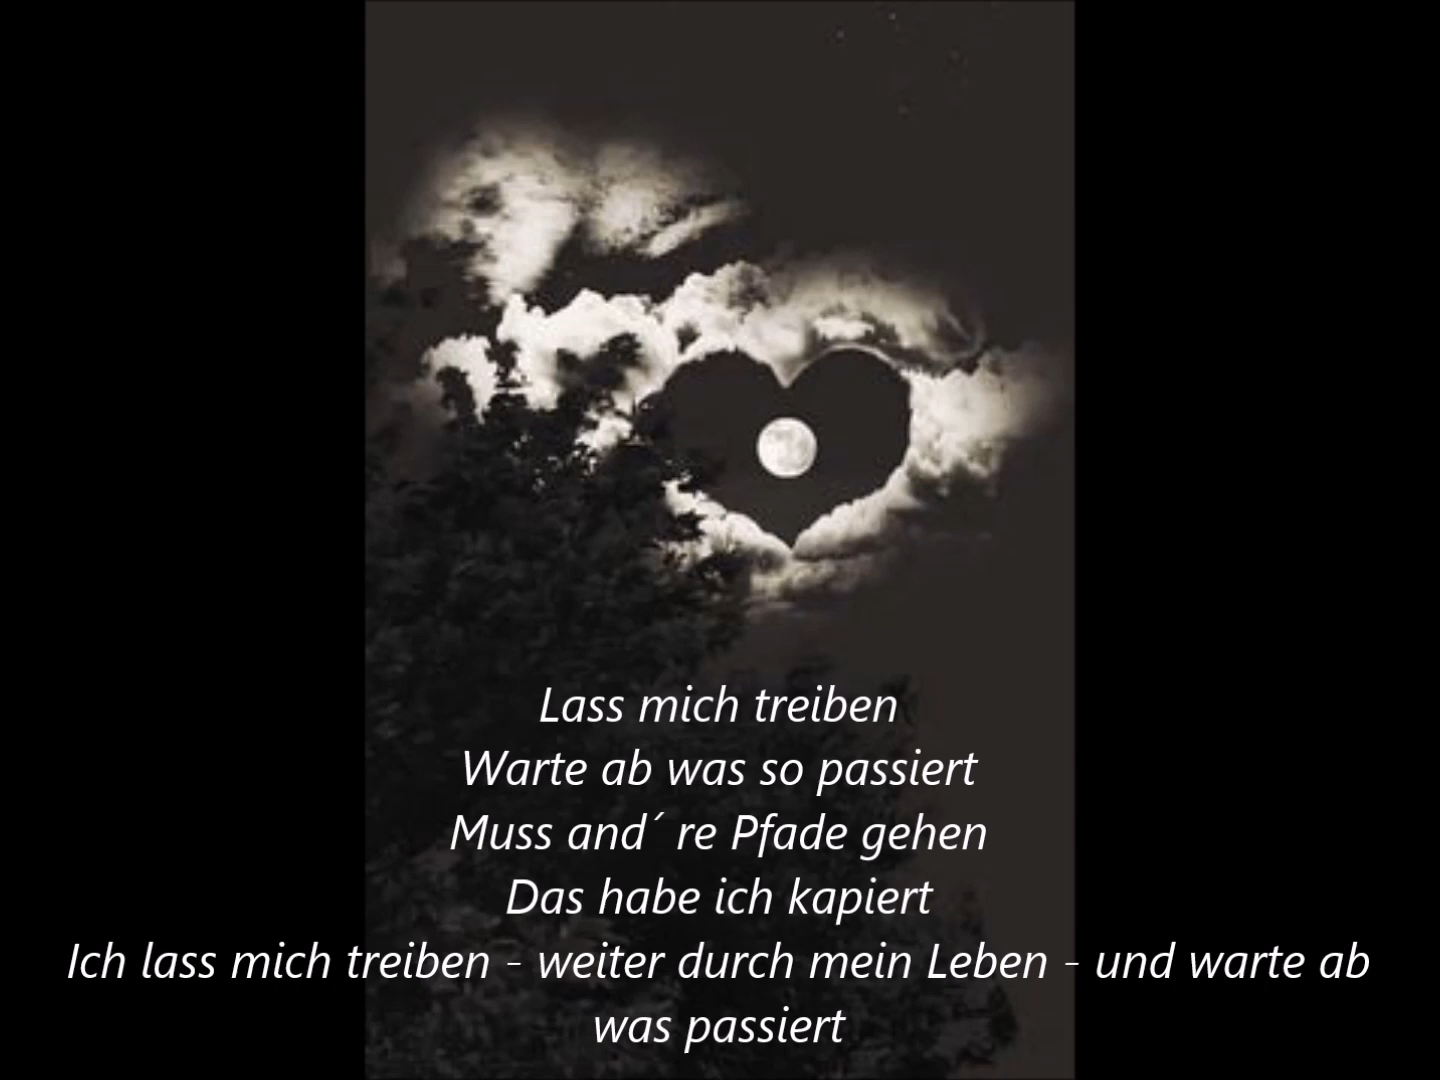 Lass mich treiben
Warte ab was so passiert
Muss and´ re Pfade gehen
Das habe ich kapiert
Ich lass mich treiben - weiter durch mein Leben - und warte ab
was passiert